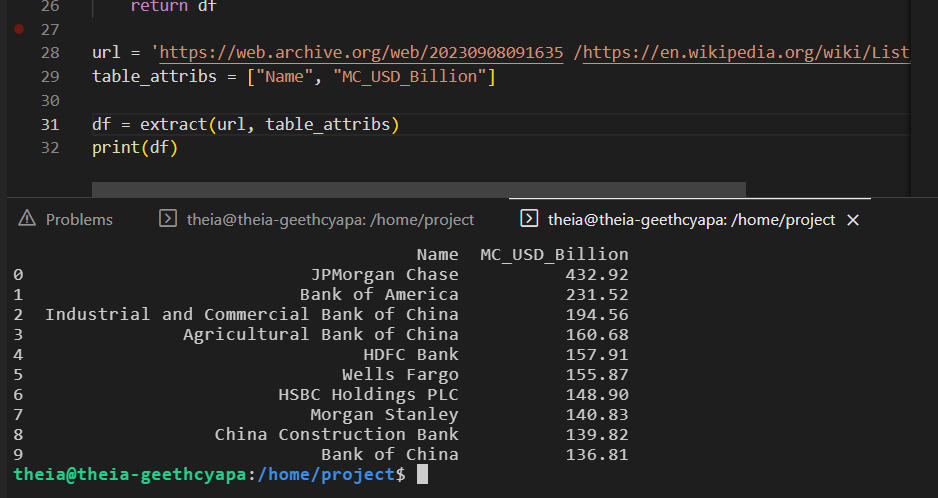 26 return df
27
28 url = 'https://web.archive.org/web/20230908091635 /https://en.wikipedia.org/wiki/List
29 table_attribs = ["Name", "MC_USD_Billion"]
30
31 df = extract(url, table_attribs)
32 print(df)
Problems theia@theia-geethcyapa: /home/project theia@theia-geethcyapa: /home/project
Name MC_USD_Billion
0 JPMorgan Chase 432.92
1 Bank of America 231.52
2 Industrial and Commercial Bank of China 194.56
3 Agricultural Bank of China 160.68
4 HDFC Bank 157.91
5 Wells Fargo 155.87
6 HSBC Holdings PLC 148.90
7 Morgan Stanley 140.83
8 China Construction Bank 139.82
9 Bank of China 136.81
theia@theia-geethcyapa:/home/project$